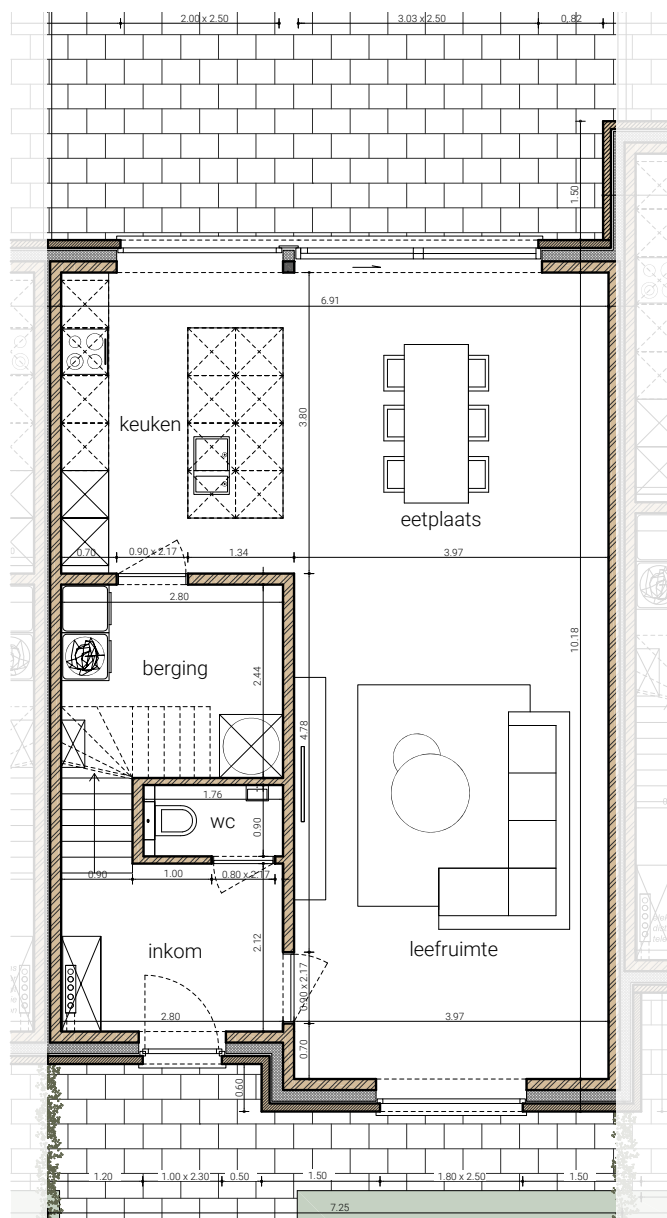 2.00 x 2.50
3.03 x 2.50
0,82
1.50
6.91
3.80
keuken
eetplaats
0.70
0.90 x 2.17
1.34
3.97
2.80
10.18
berging
2.44
4.78
1.76
wc
0.90
0.90
1.00
0.80 x 2.17
inkom
2.12
leefruimte
0.90 x 2.17
2.80
3.97
0.70
0.60
1.20
1.00 x 2.30
0.50
1.50
1.80 x 2.50
1.50
7.25